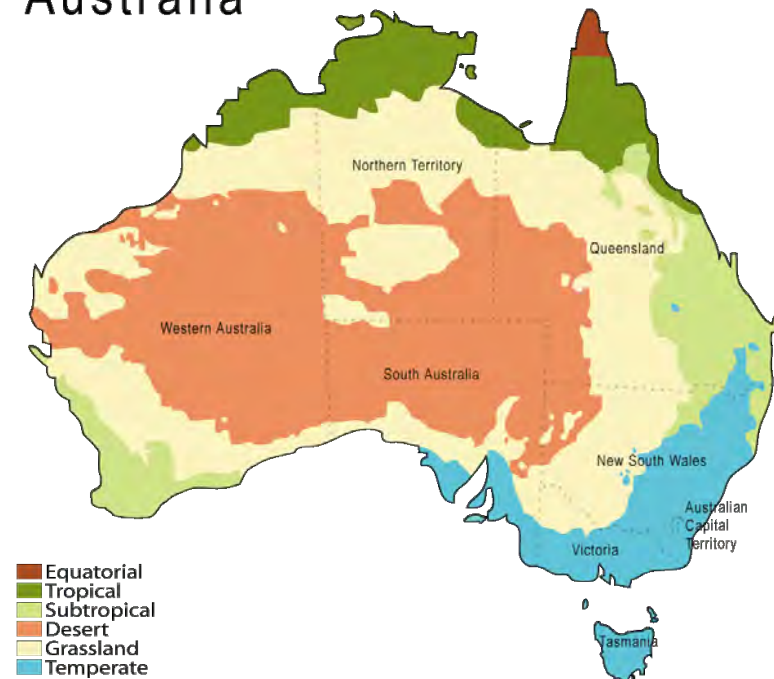 Australia
Northern Territory
Queensland
Western Australia
South Australia
New South Wales
Australian
Capital
Territory
Victoria
Tasmania
Equatorial
Tropical
Subtropical
Desert
Grassland
Temperate